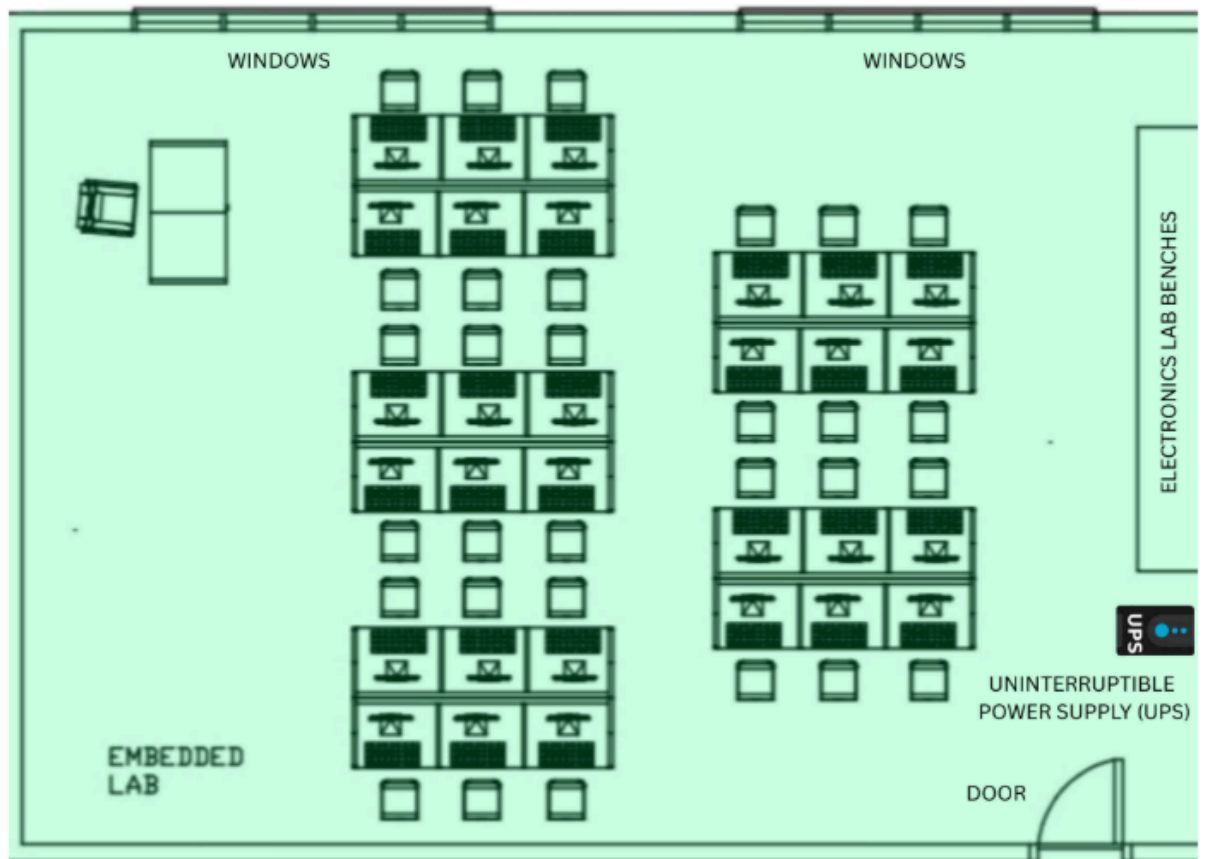 WINDOWS
WINDOWS
ELECTRONICS LAB BENCHES
UPS
UNINTERRUPTIBLE
POWER SUPPLY (UPS)
EMBEDDED
LAB
DOOR